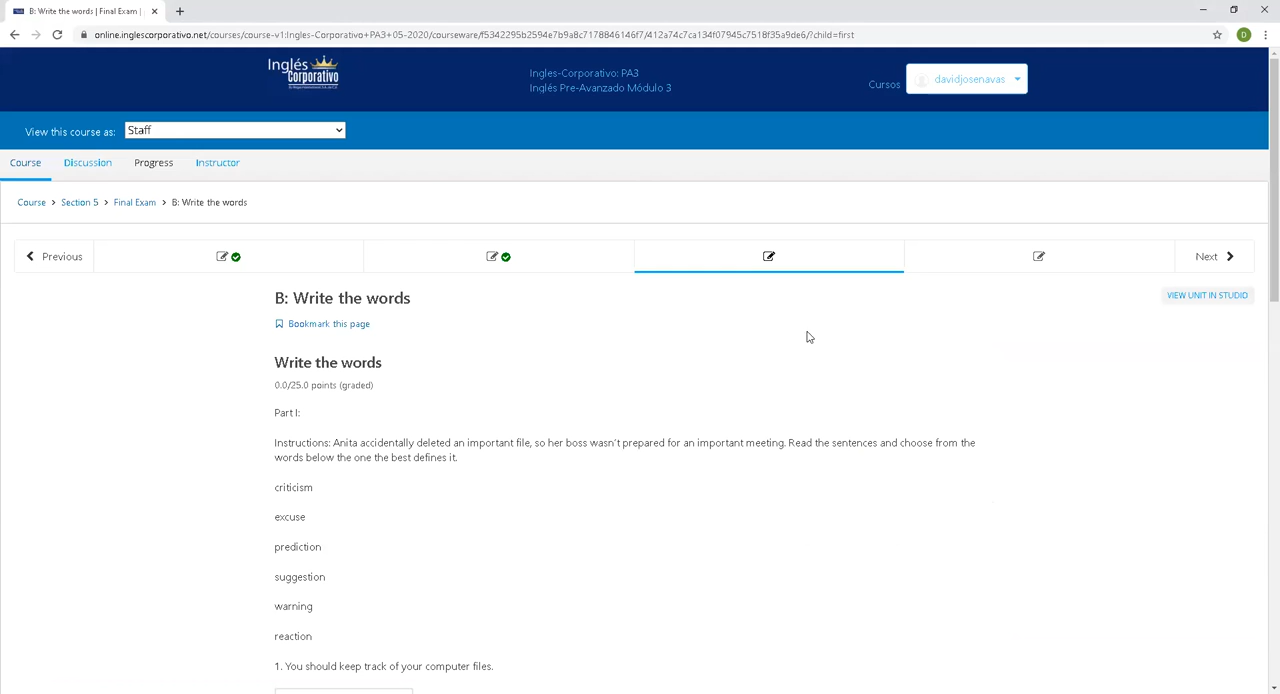 B: Write the words | Final Exam |
online.inglescorporativo.net/courses/course-v1:Ingles-Corporativo+PA3+05-2020/courseware/f5342295b2594e7b9a8c7178846146f7/412a74c7ca134f07945c7518f35a9de6/?child=first
D
Inglés
Corporativo
Ingles-Corporativo: PA3
Inglés Pre-Avanzado Módulo 3
Cursos
davidjosenavas
View this course as:
Staff
Course
Discussion
Progress
Instructor
Course > Section 5 > Final Exam > B: Write the words
Previous
Next
B: Write the words
VIEW UNIT IN STUDIO
Bookmark this page
Write the words
0.0/25.0 points (graded)
Part I:
Instructions: Anita accidentally deleted an important file, so her boss wasn't prepared for an important meeting. Read the sentences and choose from the
words below the one the best defines it.
criticism
excuse
prediction
suggestion
warning
reaction
1. You should keep track of your computer files.